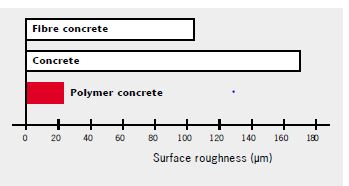 Fibre concrete
Concrete
Polymer concrete
0 20 40 60 80 100 120 140 160 180
Surface roughness (µm)